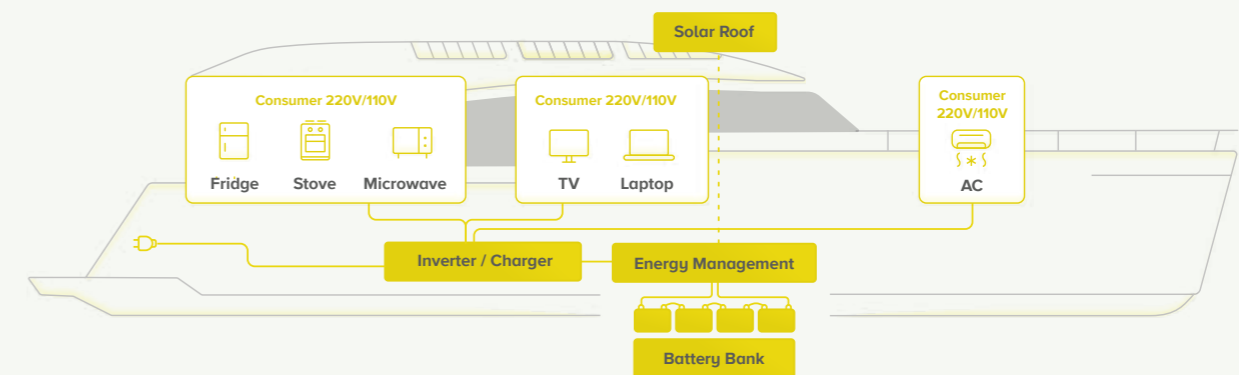 Solar Roof
Consumer 220V/110V
Fridge
Stove
Microwave
Consumer 220V/110V
TV
Laptop
Consumer
220V/110V
AC
Inverter / Charger
Energy Management
Battery Bank